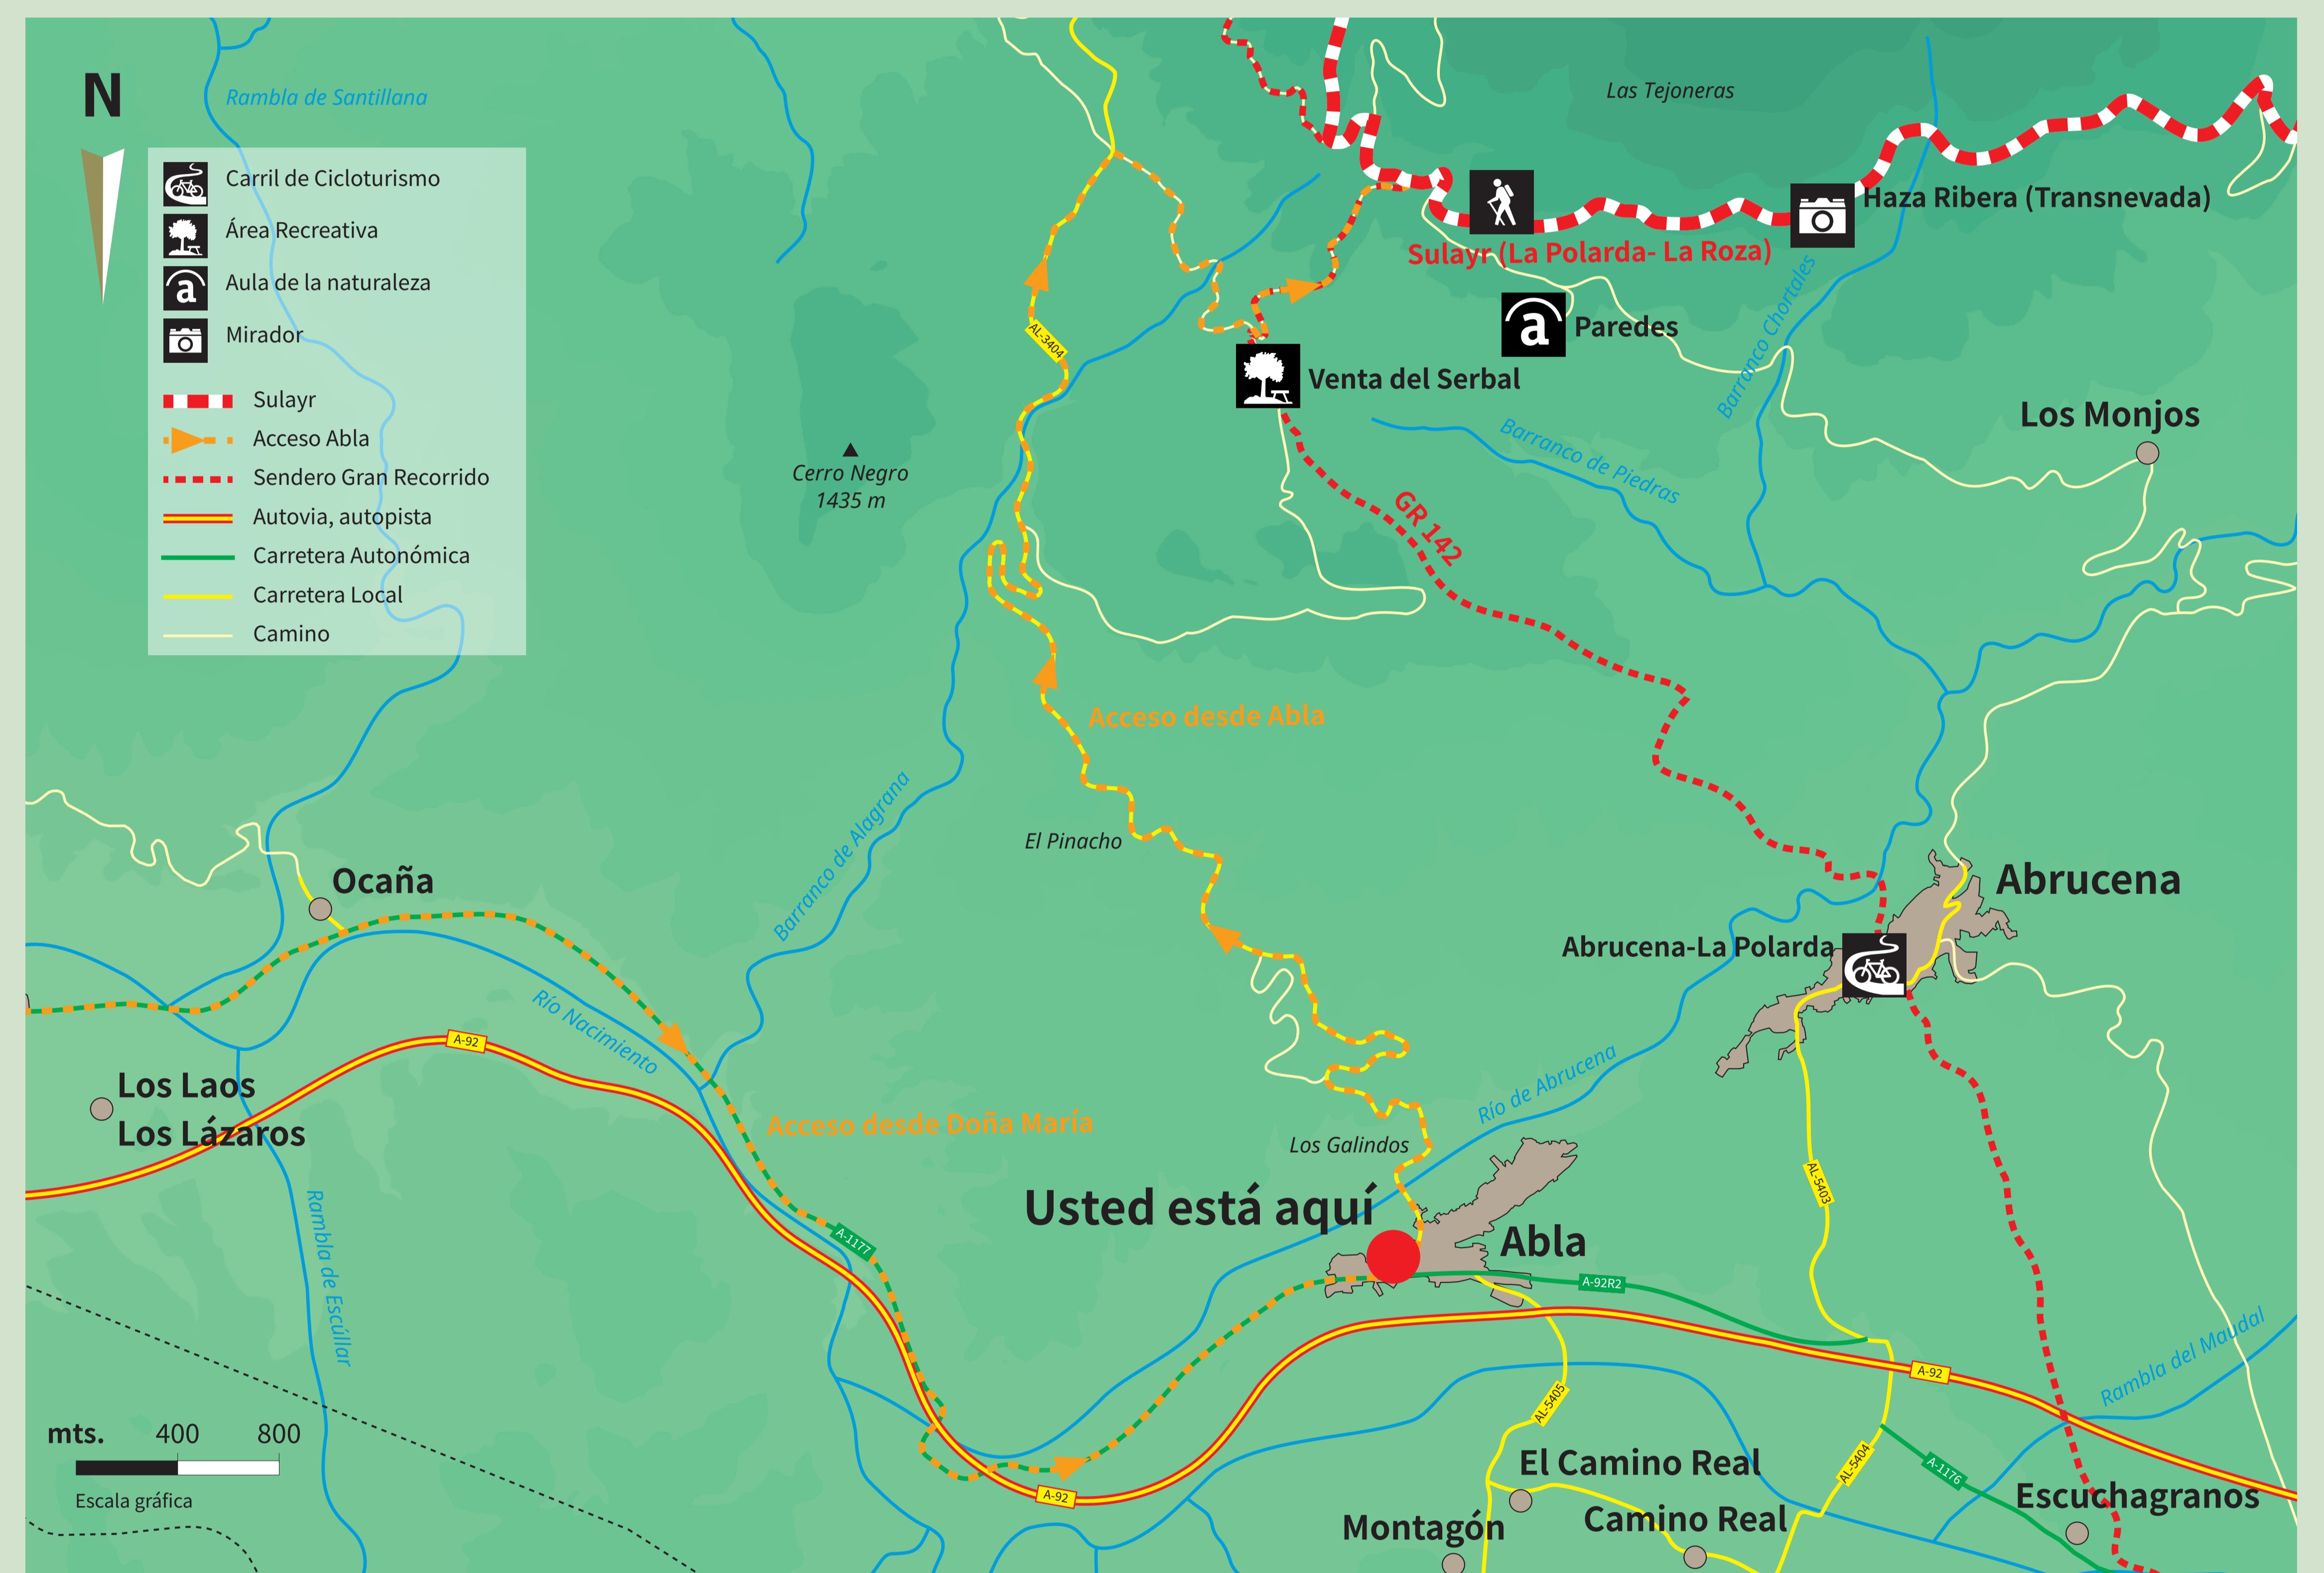 N
Rambla de Santillana
Las Tejoneras
Carril de Cicloturismo
Área Recreativa
Aula de la naturaleza
Mirador
Sulayr
Acceso Abla
Sendero Gran Recorrido
Autovia, autopista
Carretera Autonómica
Carretera Local
Camino
a
Haza Ribera (Transnevada)
Sulayr (La Polarda- La Roza)
a
Paredes
Barranco Chortales
AL-3404
Venta del Serbal
Los Monjos
Barranco de Piedras
Cerro Negro
1435 m
GR 142
Acceso desde Abla
El Pinacho
Barranco de Alagrana
Ocaña
Abrucena
Abrucena-La Polarda
Río Nacimiento
A-92
Los Laos
Los Lázaros
Acceso desde Doña María
Los Galindos
Río de Abrucena
AL-5403
Usted está aquí
Abla
A-1177
A-92R2
Rambla de Escúllar
A-92
Rambla del Maudal
AL-5405
mts. 400 800
Escala gráfica
A-92
El Camino Real
AL-5404
A-1176
Escuchagranos
Montagón
Camino Real